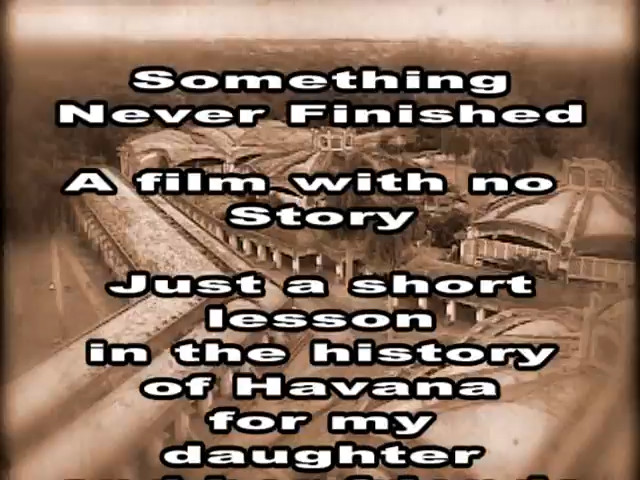 Something
Never Finished
A film with no
Story
Just a short
lesson
in the history
of Havana
for my
daughter